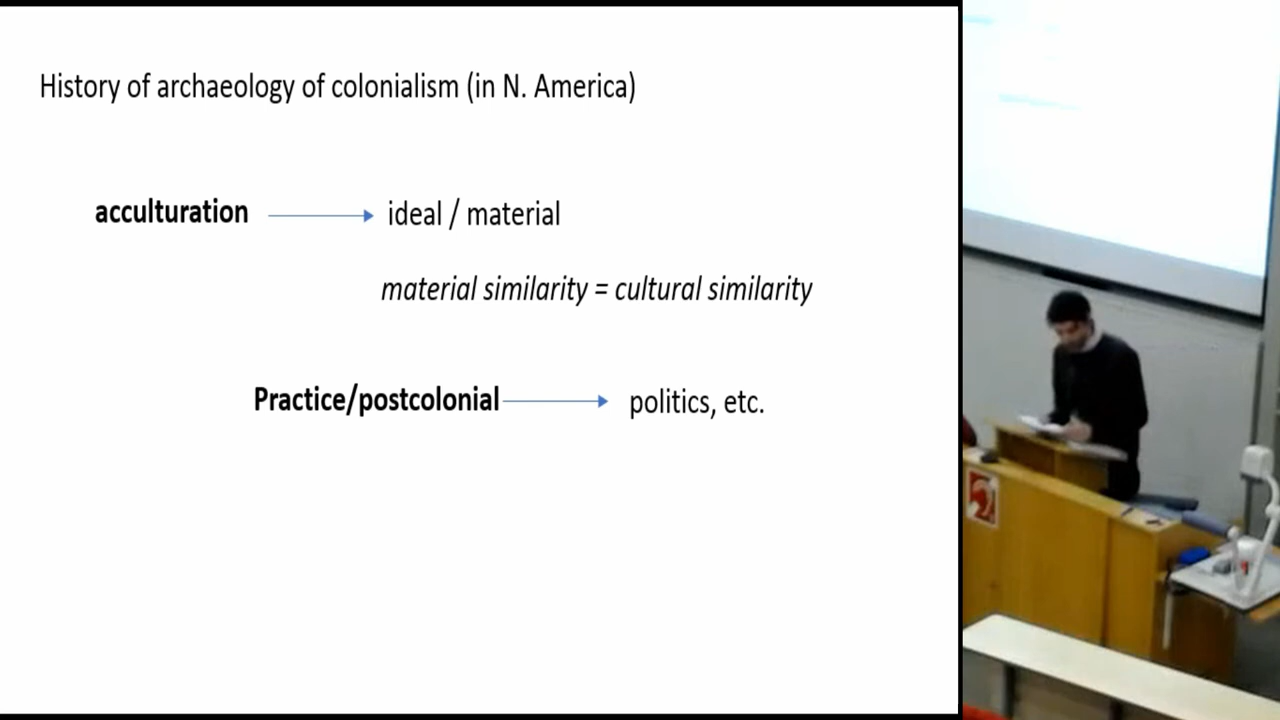 History of archaeology of colonialism (in N. America)
acculturation ideal / material
material similarity = cultural similarity
Practice/postcolonial politics, etc.